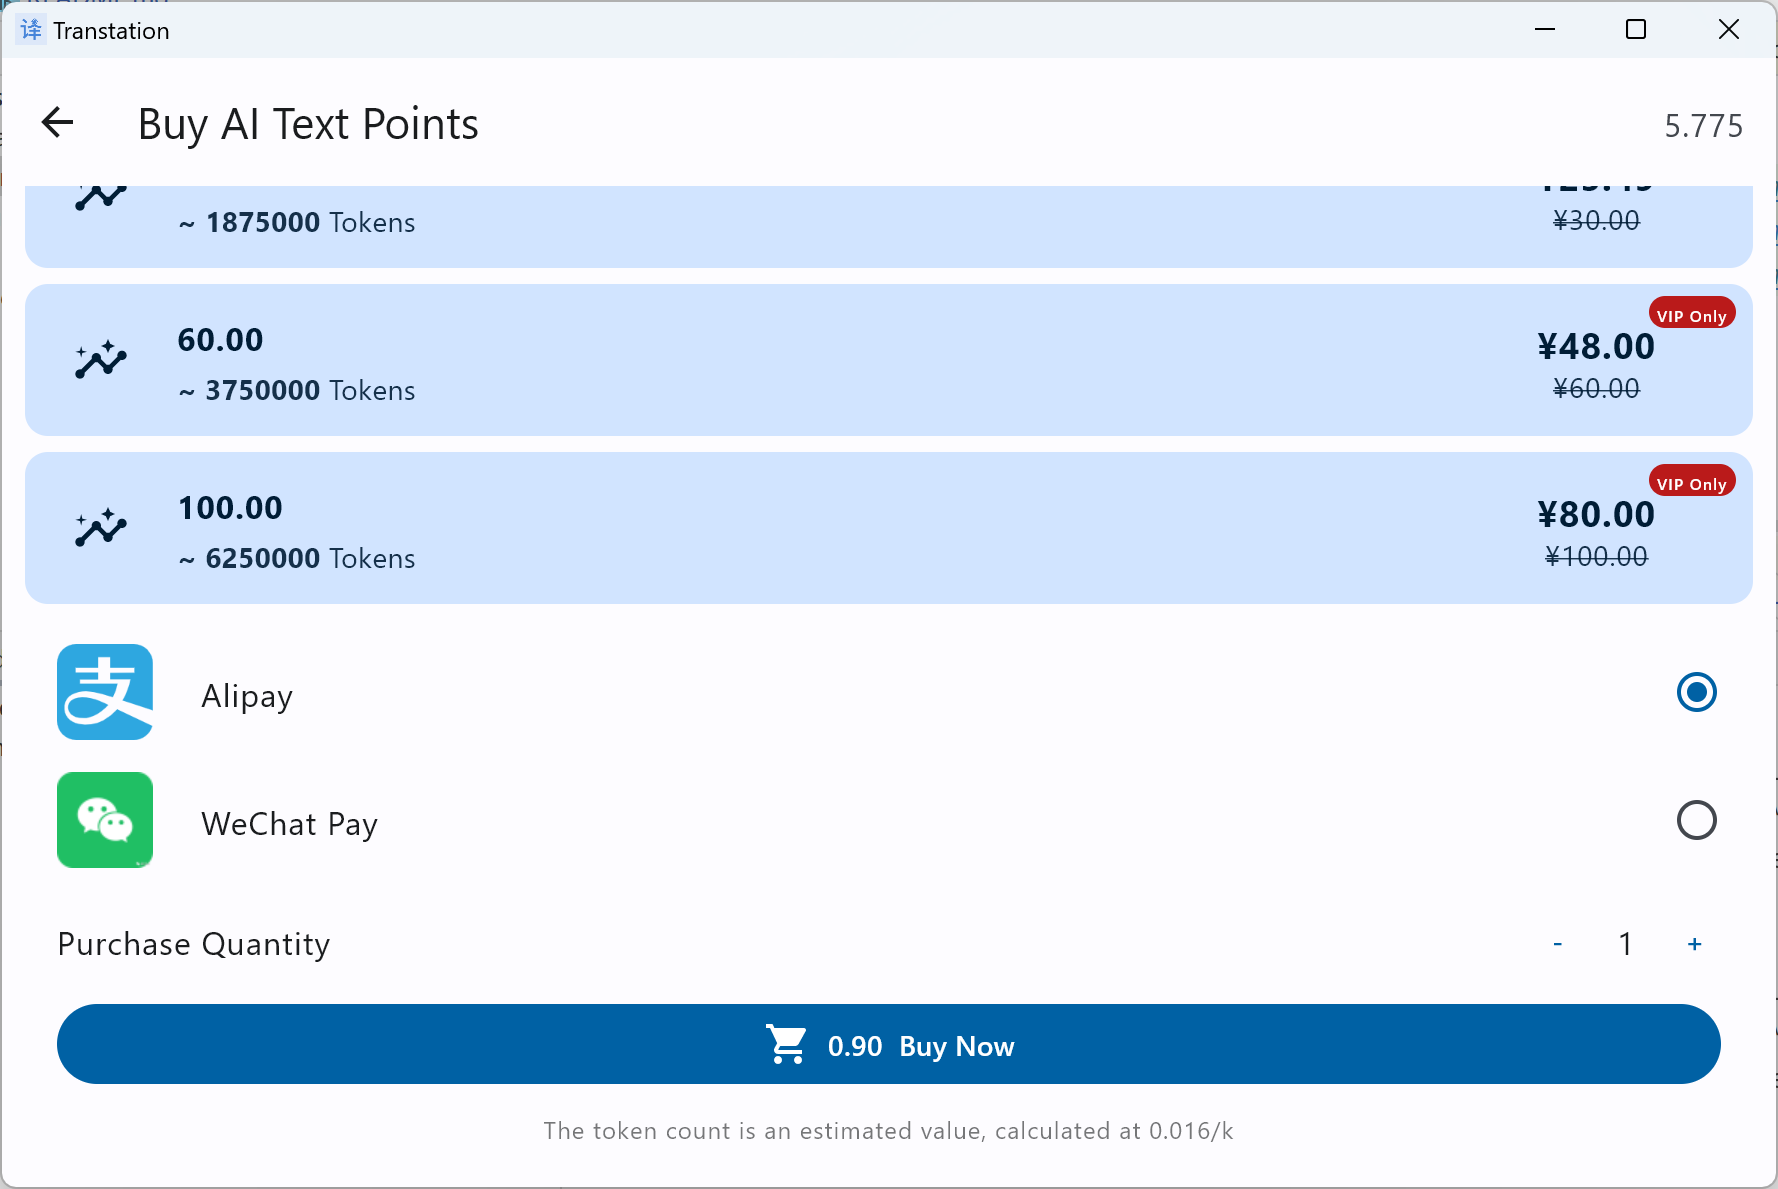 译 Transtation
Buy AI Text Points
5.775
~ 1875000 Tokens
¥30.00
VIP Only
60.00
¥48.00
~ 3750000 Tokens
¥60.00
VIP Only
100.00
¥80.00
~ 6250000 Tokens
¥100.00
支
Alipay
WeChat Pay
Purchase Quantity
- 1 +
0.90 Buy Now
The token count is an estimated value, calculated at 0.016/k